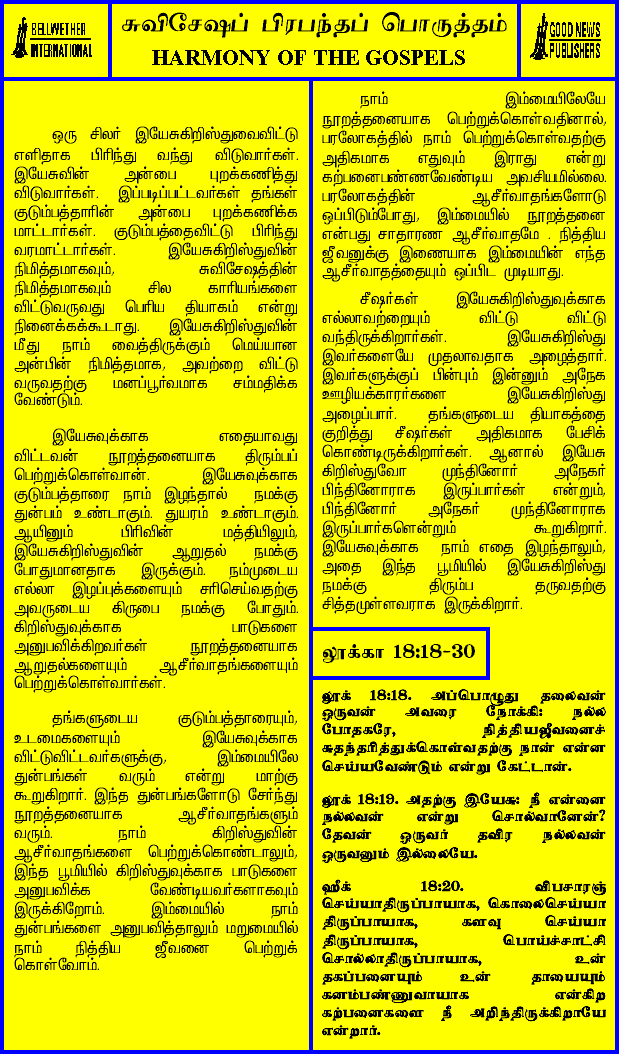 BELLWETHER
INTERNATIONAL
சுவிசேஷப் பிரபந்தப் பொருத்தம்
HARMONY OF THE GOSPELS
GOOD NEWS
PUBLISHERS
ஒரு சிலர் இயேசுகிறிஸ்துவைவிட்டு
எளிதாக பிரிந்து வந்து விடுவார்கள்.
இயேசுவின் அன்பை புறக்கணித்து
விடுவார்கள். இப்படிப்பட்டவர்கள் தங்கள்
குடும்பத்தாரின் அன்பை புறக்கணிக்க
மாட்டார்கள். குடும்பத்தைவிட்டு பிரிந்து
வரமாட்டார்கள். இயேசுகிறிஸ்துவின்
நிமித்தமாகவும், சுவிசேஷத்தின்
நிமித்தமாகவும் சில காரியங்களை
விட்டுவருவது பெரிய தியாகம் என்று
நினைக்கக்கூடாது. இயேசுகிறிஸ்துவின்
மீது நாம் வைத்திருக்கும் மெய்யான
அன்பின் நிமித்தமாக, அவற்றை விட்டு
வருவதற்கு மனப்பூர்வமாக சம்மதிக்க
வேண்டும்.
இயேசுவுக்காக எதையாவது
விட்டவன் நூறத்தனையாக திரும்பப்
பெற்றுக்கொள்வான். இயேசுவுக்காக
குடும்பத்தாரை நாம் இழந்தால் நமக்கு
துன்பம் உண்டாகும். துயரம் உண்டாகும்.
ஆயினும் பிரிவின் மத்தியிலும்,
இயேசுகிறிஸ்துவின் ஆறுதல் நமக்கு
போதுமானதாக இருக்கும். நம்முடைய
எல்லா இழப்புக்களையும் சரிசெய்வதற்கு
அவருடைய கிருபை நமக்கு போதும்.
கிறிஸ்துவுக்காக பாடுகளை
அனுபவிக்கிறவர்கள் நூறத்தனையாக
ஆறுதல்களையும் ஆசீர்வாதங்களையும்
பெற்றுக்கொள்வார்கள்.
தங்களுடைய குடும்பத்தாரையும்,
உடமைகளையும் இயேசுவுக்காக
விட்டுவிட்டவர்களுக்கு, இம்மையிலே
துன்பங்கள் வரும் என்று மாற்கு
கூறுகிறார். இந்த துன்பங்களோடு சேர்ந்து
நூறத்தனையாக ஆசீர்வாதங்களும்
வரும். நாம் கிறிஸ்துவின்
ஆசீர்வாதங்களை பெற்றுக்கொண்டாலும்,
இந்த பூமியில் கிறிஸ்துவுக்காக பாடுகளை
அனுபவிக்க வேண்டியவர்களாகவும்
இருக்கிறோம். இம்மையில் நாம்
துன்பங்களை அனுபவித்தாலும் மறுமையில்
நாம் நித்திய ஜீவனை பெற்றுக்
கொள்வோம்.
நாம் இம்மையிலேயே
நூறத்தனையாக பெற்றுக்கொள்வதினால்,
பரலோகத்தில் நாம் பெற்றுக்கொள்வதற்கு
அதிகமாக எதுவும் இராது என்று
கற்பனைபண்ணவேண்டிய அவசியமில்லை.
பரலோகத்தின் ஆசீர்வாதங்களோடு
ஒப்பிடும்போது, இம்மையில் நூறத்தனை
என்பது சாதாரண ஆசீர்வாதமே . நித்திய
ஜீவனுக்கு இணையாக இம்மையின் எந்த
ஆசீர்வாதத்தையும் ஒப்பிட முடியாது.
சீஷர்கள் இயேசுகிறிஸ்துவுக்காக
எல்லாவற்றையும் விட்டு விட்டு
வந்திருக்கிறார்கள். இயேசுகிறிஸ்து
இவர்களையே முதலாவதாக அழைத்தார்.
இவர்களுக்குப் பின்பும் இன்னும் அநேக
ஊழியக்காரர்களை இயேசுகிறிஸ்து
அழைப்பார். தங்களுடைய தியாகத்தை
குறித்து சீஷர்கள் அதிகமாக பேசிக்
கொண்டிருக்கிறார்கள். ஆனால் இயேசு
கிறிஸ்துவோ முந்தினோர் அநேகர்
பிந்தினோராக இருப்பார்கள் என்றும்,
பிந்தினோர் அநேகர் முந்தினோராக
இருப்பார்களென்றும் கூறுகிறார்.
இயேசுவுக்காக நாம் எதை இழந்தாலும்,
அதை இந்த பூமியில் இயேசுகிறிஸ்து
நமக்கு திரும்ப தருவதற்கு
சித்தமுள்ளவராக இருக்கிறார்.
லூக்கா 18:18-30
லூக் 18:18. அப்பொழுது தலைவன்
ஒருவன் அவரை நோக்கி: நல்ல
போதகரே, நித்தியஜீவனைச்
சுதந்தரித்துக்கொள்வதற்கு நான் என்ன
செய்யவேண்டும் என்று கேட்டான்.
லூக் 18:19. அதற்கு இயேசு: நீ என்னை
நல்லவன் என்று சொல்வானேன்?
தேவன் ஒருவர் தவிர நல்லவன்
ஒருவனும் இல்லையே.
ஹீக் 18:20. விபசாரஞ்
செய்யாதிருப்பாயாக, கொலைசெய்யா
திருப்பாயாக, களவு செய்யா
திருப்பாயாக, பொய்ச்சாட்சி
சொல்லாதிருப்பாயாக, உன்
தகப்பனையும் உன் தாயையும்
கனம்பண்ணுவாயாக என்கிற
கற்பனைகளை நீ அறிந்திருக்கிறாயே
என்றார்.